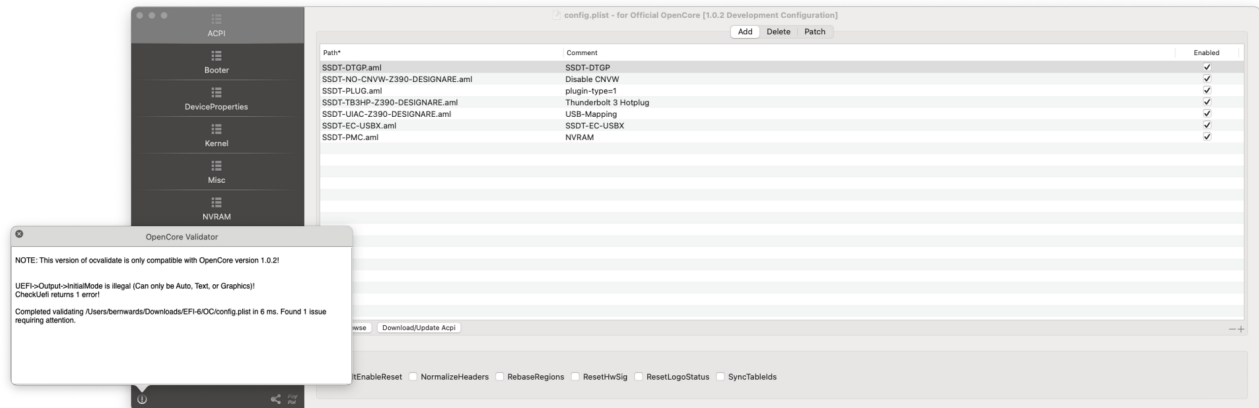 config.plist - for Official OpenCore [1.0.2 Development Configuration]
ACPI
Booter
DeviceProperties
Kernel
Misc
NVRAM
Add Delete Patch
Path* Comment Enabled
SSDT-DTGP.aml SSDT-DTGP
SSDT-NO-CNVW-Z390-DESIGNARE.aml Disable CNVW
SSDT-PLUG.aml plugin-type=1
SSDT-TB3HP-Z390-DESIGNARE.aml Thunderbolt 3 Hotplug
SSDT-UIAC-Z390-DESIGNARE.aml USB-Mapping
SSDT-EC-USBX.aml SSDT-EC-USBX
SSDT-PMC.aml NVRAM
OpenCore Validator
NOTE: This version of ocvalidate is only compatible with OpenCore version 1.0.2!
UEFI->Output->InitialMode is illegal (Can only be Auto, Text, or Graphics)!
CheckUefi returns 1 error!
Completed validating /Users/bernwards/Downloads/EFI-6/OC/config.plist in 6 ms. Found 1 issue
requiring attention.
Download/Update Acpi
NormalizeHeaders RebaseRegions ResetHwSig ResetLogoStatus SyncTableIds